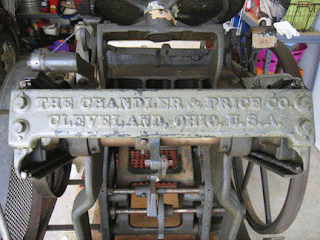 THE CHANDLER & PRICE CO.
CLEVELAND, OHIO, U.S.A.